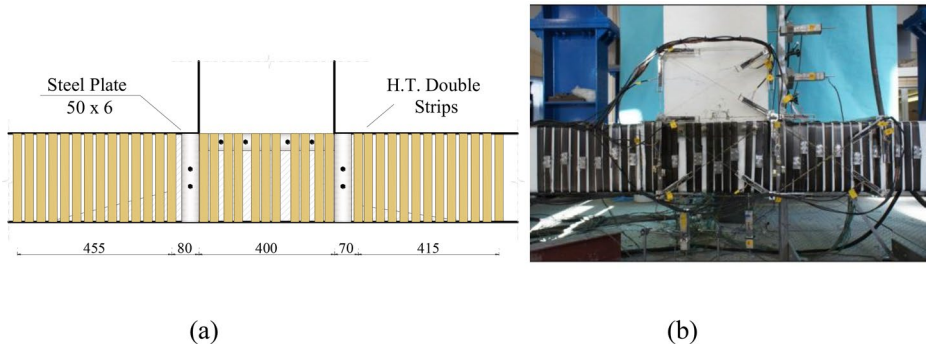 Steel Plate
50 x 6
H.T. Double
Strips
455
80
400
70
415
(a)
(b)